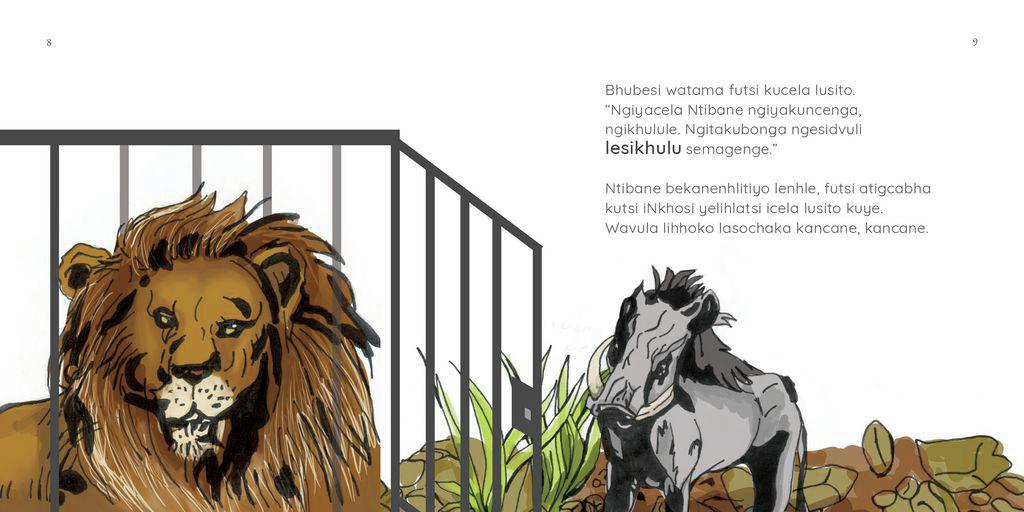 8
9
Bhubesi watama futsi kucela lusito.
“Ngiyacela Ntibane ngiyakuncenga,
ngikhulule. Ngitakubonga ngesidvuli
lesikhulu semagenge.”
Ntibane bekanenhlitiyo lenhle, futsi atigcabha
kutsi iNkhosi yelihlatsi icela lusito kuye.
Wavula lihhoko lasochaka kancane, kancane.